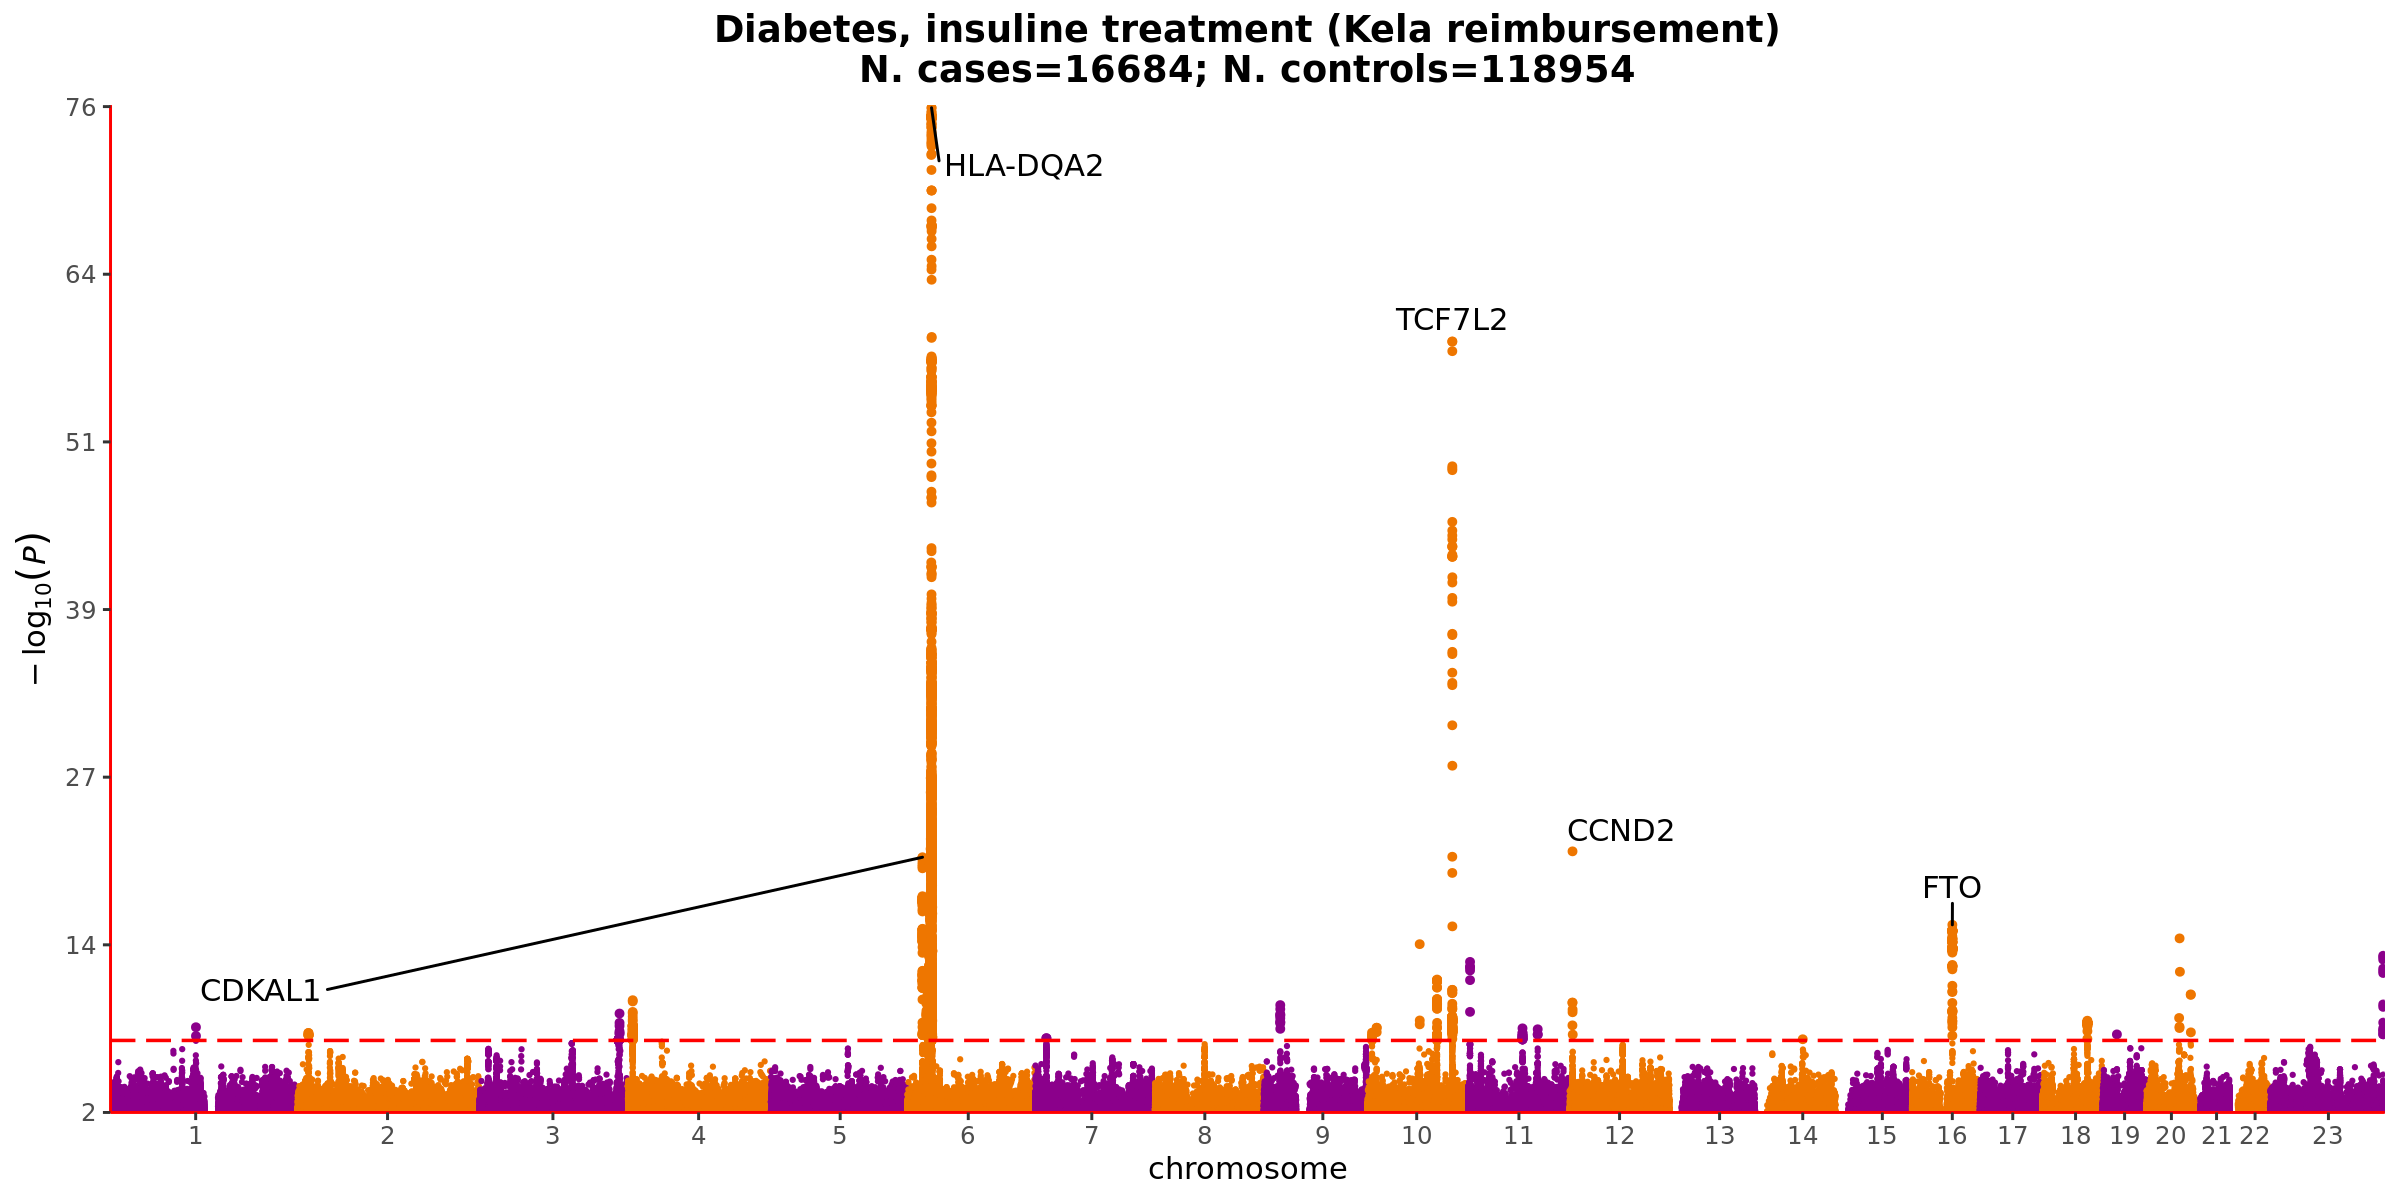 Diabetes, insuline treatment (Kela reimbursement)
N. cases=16684; N. controls=118954
76
HLA-DQA2
64
TCF7L2
51
− log10(P)
39
27
CCND2
FTO
14
CDKAL1
2
1 2 3 4 5 6 7 8 9 10 11 12 13 14 15 16 17 18 19 20 21 22 23
chromosome